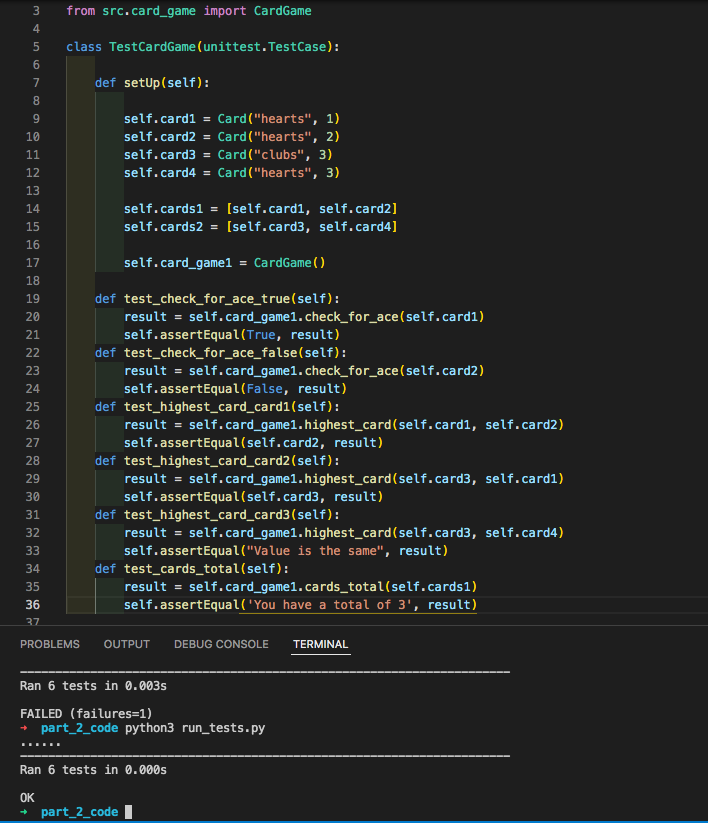 3 from src.card_game import CardGame
4
5 class TestCardGame(unittest.TestCase):
6
7 def setUp(self):
8
9 self.card1 = Card("hearts", 1)
10 self.card2 = Card("hearts", 2)
11 self.card3 = Card("clubs", 3)
12 self.card4 = Card("hearts", 3)
13
14 self.cards1 = [self.card1, self.card2]
15 self.cards2 = [self.card3, self.card4]
16
17 self.card_game1 = CardGame()
18
19 def test_check_for_ace_true(self):
20 result = self.card_game1.check_for_ace(self.card1)
21 self.assertEqual(True, result)
22 def test_check_for_ace_false(self):
23 result = self.card_game1.check_for_ace(self.card2)
24 self.assertEqual(False, result)
25 def test_highest_card_card1(self):
26 result = self.card_game1.highest_card(self.card1, self.card2)
27 self.assertEqual(self.card2, result)
28 def test_highest_card_card2(self):
29 result = self.card_game1.highest_card(self.card3, self.card1)
30 self.assertEqual(self.card3, result)
31 def test_highest_card_card3(self):
32 result = self.card_game1.highest_card(self.card3, self.card4)
33 self.assertEqual("Value is the same", result)
34 def test_cards_total(self):
35 result = self.card_game1.cards_total(self.cards1)
36 self.assertEqual('You have a total of 3', result)
37
PROBLEMS OUTPUT DEBUG CONSOLE TERMINAL
----------------------------------------------------------------------
Ran 6 tests in 0.003s
FAILED (failures=1)
→ part_2_code python3 run_tests.py
......
----------------------------------------------------------------------
Ran 6 tests in 0.000s
OK
→ part_2_code